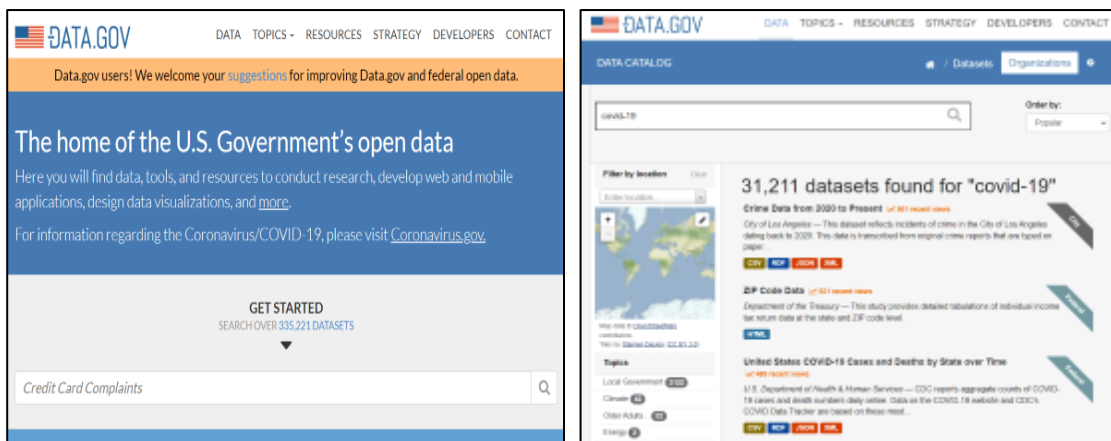 DATA.GOV
DATA TOPICS RESOURCES STRATEGY DEVELOPERS CONTACT
Data.gov users! We welcome your suggestions for improving Data.gov and federal open data.
The home of the U.S. Government's open data
Here you will find data, tools, and resources to conduct research, develop web and mobile
applications, design data visualizations, and more.
For information regarding the Coronavirus/COVID-19, please visit Coronavirus.gov.
GET STARTED
SEARCH OVER 335,221 DATASETS
Credit Card Complaints
DATA.GOV
DATA TOPICS RESOURCES STRATEGY DEVELOPERS CONTACT
DATA CATALOG
/ Datasets Organizations
covid-19
Order by:
Popular
Filter by location Clear
Enter location...
31,211 datasets found for "covid-19"
Crime Data from 2020 to Present recent views
City of Los Angeles — This dataset reflects incidents of crime in the City of Los Angeles
dating back to 2020. This data is transcribed from original crime reports that are typed on
paper
CSV RDF JSON XML
City
ZIP Code Data recent views
Department of the Treasury — This study provides detailed tabulations of individual income
tax return data at the state and ZIP code level.
HTML
Federal
United States COVID-19 Cases and Deaths by State over Time
recent views
U.S. Department of Health & Human Services — CDC reports aggregate counts of COVID-
19 cases and death numbers daily online. Data on the COVID-19 website and CDC's
COVID Data Tracker are based on these most
CSV RDF JSON XML
Federal
Topics
Local Government
Climate
Older Adults...
Energy